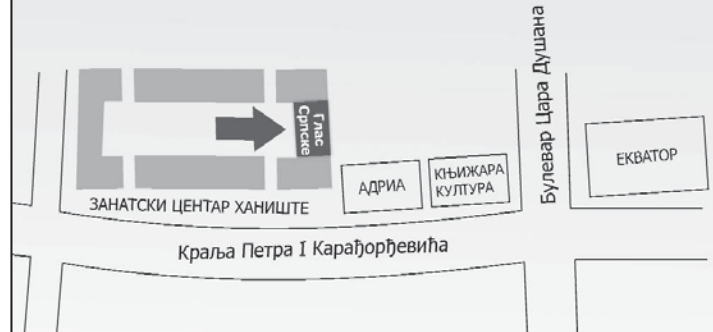 Глас
Српске
АДРИА
КЊИЖАРА
КУЛТУРА
Булевар Цара Душана
ЕКВАТОР
ЗАНАТСКИ ЦЕНТАР ХАНИШТЕ
Краља Петра I Карађорђевића